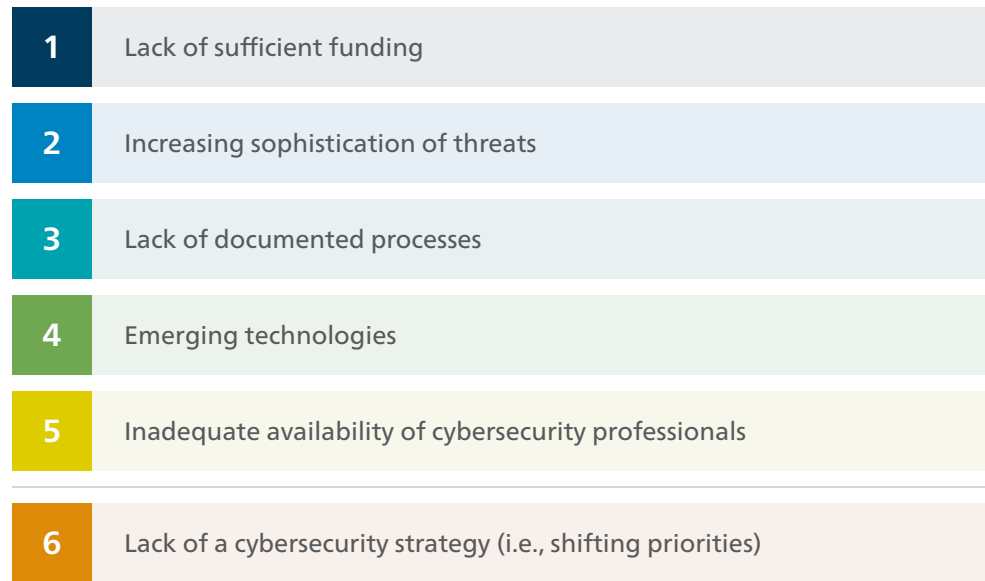 1 Lack of sufficient funding
2 Increasing sophistication of threats
3 Lack of documented processes
4 Emerging technologies
5 Inadequate availability of cybersecurity professionals
6 Lack of a cybersecurity strategy (i.e., shifting priorities)